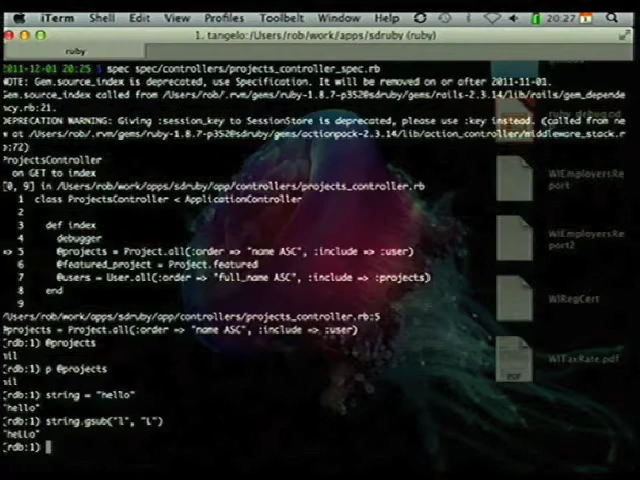 iTerm Shell Edit View Profiles Toolbelt Window Help 20:27
1. tangelo:/Users/rob/work/apps/sdruby (ruby)
ruby
2011-12-01 20:25 $ spec spec/controllers/projects_controller_spec.rb
NOTE: Gem.source_index is deprecated, use Specification. It will be removed on or after 2011-11-01.
Gem.source_index called from /Users/rob/.rvm/gems/ruby-1.8.7-p352@sdruby/gems/rails-2.3.14/lib/rails/gem_depende
cy.rb:21.
DEPRECATION WARNING: Giving :session_key to SessionStore is deprecated, please use :key instead. (called from ne
w at /Users/rob/.rvm/gems/ruby-1.8.7-p352@sdruby/gems/actionpack-2.3.14/lib/action_controller/middleware_stack.r
b:72)
ProjectsController
on GET to index
[0, 9] in /Users/rob/work/apps/sdruby/app/controllers/projects_controller.rb
1 class ProjectsController < ApplicationController
2
3 def index
4 debugger
=> 5 @projects = Project.all(:order => "name ASC", :include => :user)
6 @featured_project = Project.featured
7 @users = User.all(:order => "full_name ASC", :include => :projects)
8 end
9
/Users/rob/work/apps/sdruby/app/controllers/projects_controller.rb:5
@projects = Project.all(:order => "name ASC", :include => :user)
(rdb:1) @projects
nil
(rdb:1) p @projects
nil
(rdb:1) string = "hello"
"hello"
(rdb:1) string.gsub("l", "L")
"hello"
(rdb:1)
WIEmployersRe
port
WIEmployersRe
port2
WIRegCert
WITaxRate.pdf
PDF